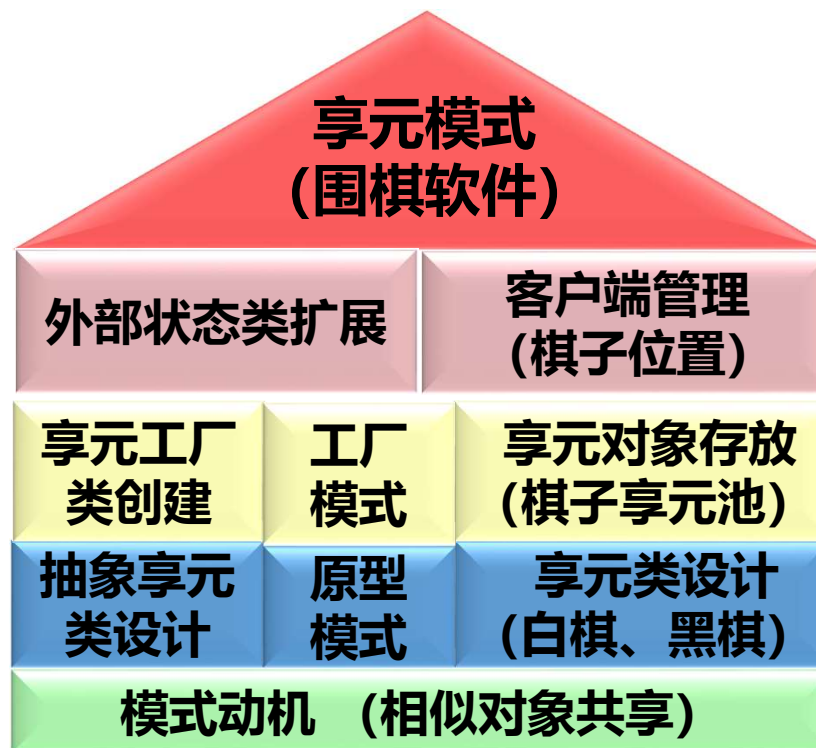 享元模式
(围棋软件)
外部状态类扩展
客户端管理
(棋子位置)
享元工厂
类创建
工厂
模式
享元对象存放
(棋子享元池)
抽象享元
类设计
原型
模式
享元类设计
(白棋、黑棋)
模式动机 (相似对象共享)